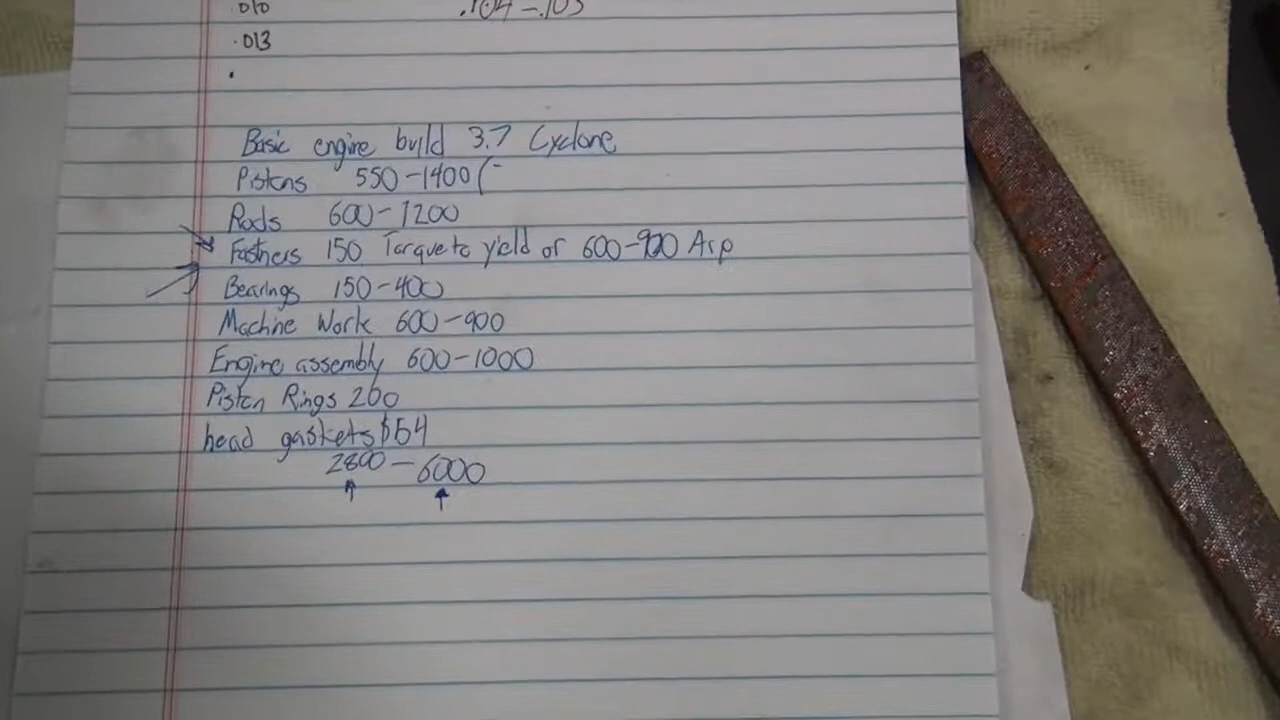 .010 .104-.105
.013
.
Basic engine build 3.7 Cyclone
Pistons 550-1400(-
Rods 600-1200
Fastners 150 Torque to yield or 600-900 Arp
Bearings 150-400
Machine Work 600-900
Engine assembly 600-1000
Piston Rings 200
head gaskets $64
2800-6000